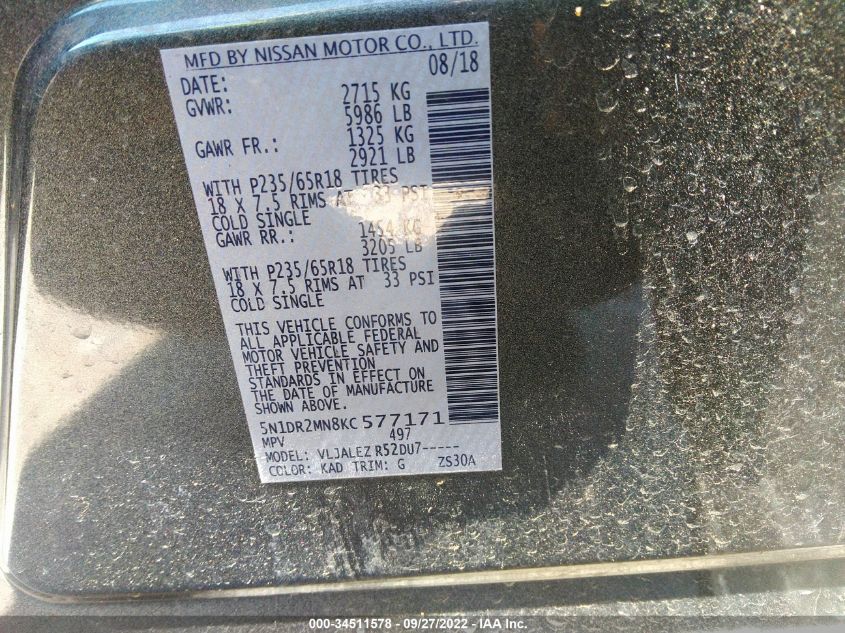 MFD BY NISSAN MOTOR CO., LTD.
DATE: 08/18
GVWR: 2715 KG
5986 LB
GAWR FR.: 1325 KG
2921 LB
WITH P235/65R18 TIRES
18 X 7.5 RIMS AT 33 PSI
COLD SINGLE
GAWR RR.: 1454 KG
3205 LB
WITH P235/65R18 TIRES
18 X 7.5 RIMS AT 33 PSI
COLD SINGLE
THIS VEHICLE CONFORMS TO
ALL APPLICABLE FEDERAL
MOTOR VEHICLE SAFETY AND
THEFT PREVENTION
STANDARDS IN EFFECT ON
THE DATE OF MANUFACTURE
SHOWN ABOVE.
5N1DR2MN8KC 577171
MPV 497
MODEL: VLJALEZ R52DU7-----
COLOR: KAD TRIM: G ZS30A
000-34511578 - 09/27/2022 - IAA Inc.